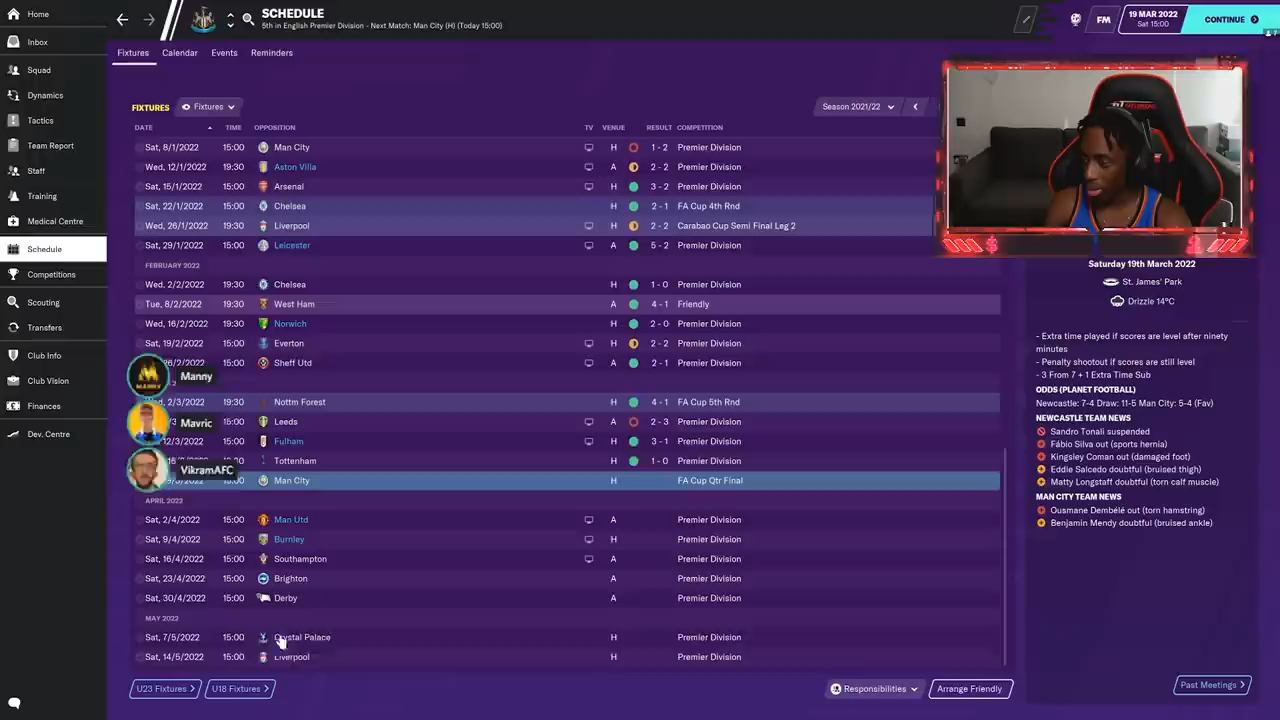 Home
SCHEDULE
5th in English Premier Division - Next Match: Man City (H) (Today 15:00)
FM
19 MAR 2022
Sat 15:00
CONTINUE
7
Inbox
Squad
Dynamics
Tactics
Team Report
Staff
Training
Medical Centre
Schedule
Competitions
Scouting
Transfers
Club Info
Club Vision
Finances
Dev. Centre
Fixtures Calendar Events Reminders
FIXTURES Fixtures Season 2021/22
DATE TIME OPPOSITION TV VENUE RESULT COMPETITION
Sat, 8/1/2022 15:00 Man City H 1 - 2 Premier Division
Wed, 12/1/2022 19:30 Aston Villa A 2 - 2 Premier Division
Sat, 15/1/2022 15:00 Arsenal A 3 - 2 Premier Division
Sat, 22/1/2022 15:00 Chelsea H 2 - 1 FA Cup 4th Rnd
Wed, 26/1/2022 19:30 Liverpool H 2 - 2 Carabao Cup Semi Final Leg 2
Sat, 29/1/2022 15:00 Leicester A 5 - 2 Premier Division
FEBRUARY 2022
Wed, 2/2/2022 19:30 Chelsea H 1 - 0 Premier Division
Tue, 8/2/2022 19:30 West Ham A 4 - 1 Friendly
Wed, 16/2/2022 19:30 Norwich H 2 - 0 Premier Division
Sat, 19/2/2022 15:00 Everton H 2 - 2 Premier Division
26/2/2022 15:00 Sheff Utd A 2 - 1 Premier Division
Manny
2/3/2022 19:30 Nottm Forest H 4 - 1 FA Cup 5th Rnd
Mavric 15:00 Leeds A 2 - 3 Premier Division
12/3/2022 15:00 Fulham H 3 - 1 Premier Division
Tottenham H 1 - 0 Premier Division
VikramAFC
Man City H FA Cup Qtr Final
APRIL 2022
Sat, 2/4/2022 15:00 Man Utd A Premier Division
Sat, 9/4/2022 15:00 Burnley H Premier Division
Sat, 16/4/2022 15:00 Southampton A Premier Division
Sat, 23/4/2022 15:00 Brighton A Premier Division
Sat, 30/4/2022 15:00 Derby A Premier Division
MAY 2022
Sat, 7/5/2022 15:00 Crystal Palace H Premier Division
Sat, 14/5/2022 15:00 Liverpool H Premier Division
U23 Fixtures U18 Fixtures Responsibilities Arrange Friendly
Saturday 19th March 2022
St. James' Park
Drizzle 14°C
- Extra time played if scores are level after ninety
minutes
- Penalty shootout if scores are still level
- 3 From 7 + 1 Extra Time Sub
ODDS (PLANET FOOTBALL)
Newcastle: 7-4 Draw: 11-5 Man City: 5-4 (Fav)
NEWCASTLE TEAM NEWS
Sandro Tonali suspended
Fábio Silva out (sports hernia)
Kingsley Coman out (damaged foot)
Eddie Salcedo doubtful (bruised thigh)
Matty Longstaff doubtful (torn calf muscle)
MAN CITY TEAM NEWS
Ousmane Dembélé out (torn hamstring)
Benjamin Mendy doubtful (bruised ankle)
Past Meetings